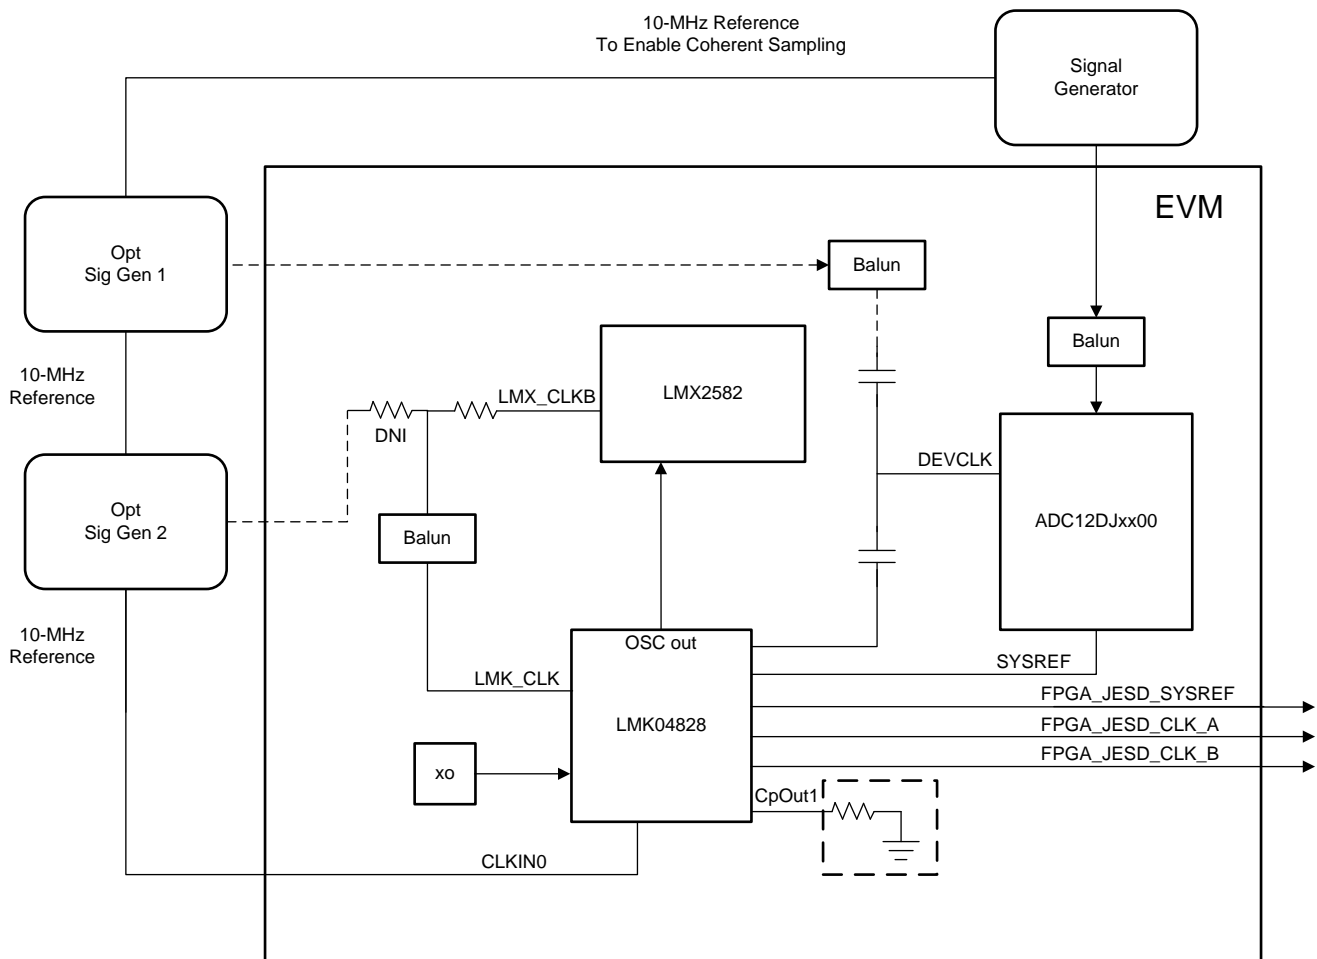 10-MHz Reference
To Enable Coherent Sampling
Signal
Generator
EVM
Opt
Sig Gen 1
Balun
Balun
10-MHz
Reference
LMX_CLKB
LMX2582
DNI
DEVCLK
Opt
Sig Gen 2
Balun
ADC12DJxx00
10-MHz
Reference
OSC out
SYSREF
LMK_CLK
FPGA_JESD_SYSREF
LMK04828
FPGA_JESD_CLK_A
FPGA_JESD_CLK_B
xo
CpOut1
CLKIN0